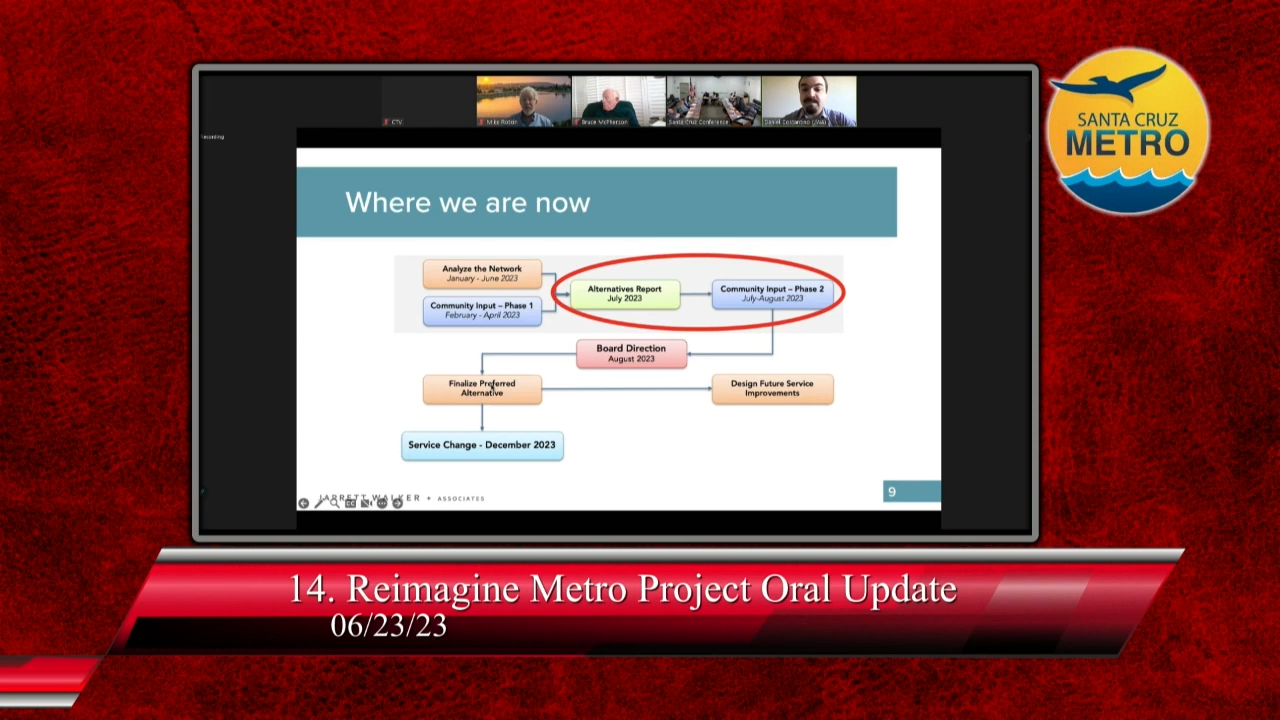 Recording
CTV
Mike Rotkin
Bruce McPherson
Santa Cruz Conference
Daniel Costantino (JWA)
SANTA CRUZ
METRO
Where we are now
Analyze the Network
January - June 2023
Community Input – Phase 1
February - April 2023
Alternatives Report
July 2023
Community Input – Phase 2
July-August 2023
Board Direction
August 2023
Finalize Preferred
Alternative
Design Future Service
Improvements
Service Change - December 2023
JARRETT WALKER + ASSOCIATES
9
14. Reimagine Metro Project Oral Update
06/23/23